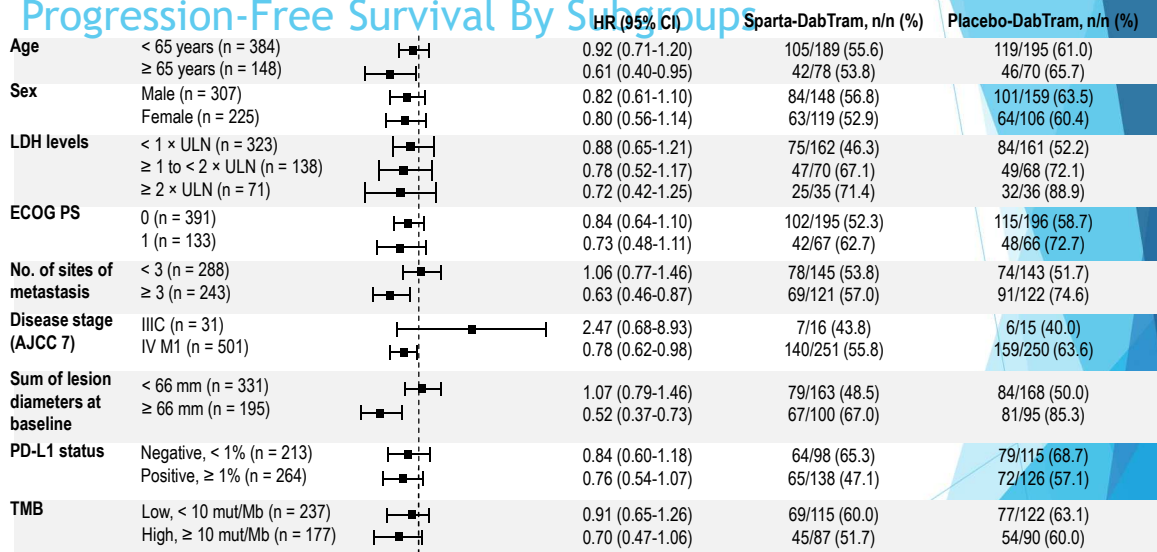 Progression-Free Survival By Subgroups
HR (95% CI) Sparta-DabTram, n/n (%) Placebo-DabTram, n/n (%)
Age < 65 years (n = 384) 0.92 (0.71-1.20) 105/189 (55.6) 119/195 (61.0)
≥ 65 years (n = 148) 0.61 (0.40-0.95) 42/78 (53.8) 46/70 (65.7)
Sex Male (n = 307) 0.82 (0.61-1.10) 84/148 (56.8) 101/159 (63.5)
Female (n = 225) 0.80 (0.56-1.14) 63/119 (52.9) 64/106 (60.4)
LDH levels < 1 × ULN (n = 323) 0.88 (0.65-1.21) 75/162 (46.3) 84/161 (52.2)
≥ 1 to < 2 × ULN (n = 138) 0.78 (0.52-1.17) 47/70 (67.1) 49/68 (72.1)
≥ 2 × ULN (n = 71) 0.72 (0.42-1.25) 25/35 (71.4) 32/36 (88.9)
ECOG PS 0 (n = 391) 0.84 (0.64-1.10) 102/195 (52.3) 115/196 (58.7)
1 (n = 133) 0.73 (0.48-1.11) 42/67 (62.7) 48/66 (72.7)
No. of sites of < 3 (n = 288) 1.06 (0.77-1.46) 78/145 (53.8) 74/143 (51.7)
metastasis ≥ 3 (n = 243) 0.63 (0.46-0.87) 69/121 (57.0) 91/122 (74.6)
Disease stage IIIC (n = 31) 2.47 (0.68-8.93) 7/16 (43.8) 6/15 (40.0)
(AJCC 7) IV M1 (n = 501) 0.78 (0.62-0.98) 140/251 (55.8) 159/250 (63.6)
Sum of lesion < 66 mm (n = 331) 1.07 (0.79-1.46) 79/163 (48.5) 84/168 (50.0)
diameters at ≥ 66 mm (n = 195) 0.52 (0.37-0.73) 67/100 (67.0) 81/95 (85.3)
baseline
PD-L1 status Negative, < 1% (n = 213) 0.84 (0.60-1.18) 64/98 (65.3) 79/115 (68.7)
Positive, ≥ 1% (n = 264) 0.76 (0.54-1.07) 65/138 (47.1) 72/126 (57.1)
TMB Low, < 10 mut/Mb (n = 237) 0.91 (0.65-1.26) 69/115 (60.0) 77/122 (63.1)
High, ≥ 10 mut/Mb (n = 177) 0.70 (0.47-1.06) 45/87 (51.7) 54/90 (60.0)